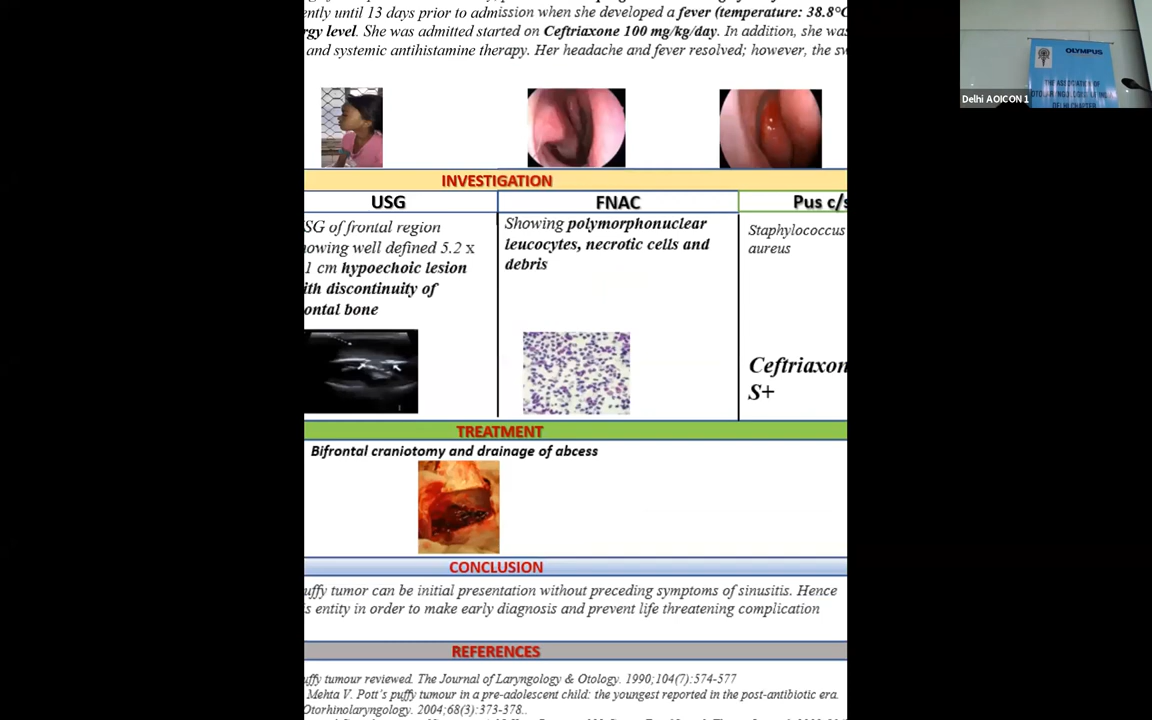 ently until 13 days prior to admission when she developed a fever (temperature: 38.8°C
rgy level. She was admitted started on Ceftriaxone 100 mg/kg/day. In addition, she was
and systemic antihistamine therapy. Her headache and fever resolved; however, the sw
OLYMPUS
THE ASSOCIATION OF
DELHI CHAPTER
Delhi AOICON 1
INVESTIGATION
USG
FNAC
Pus c/s
SG of frontal region
howing well defined 5.2 x
1 cm hypoechoic lesion
ith discontinuity of
ontal bone
Showing polymorphonuclear
leucocytes, necrotic cells and
debris
Staphylococcus
aureus
Ceftriaxon
S+
TREATMENT
Bifrontal craniotomy and drainage of abcess
CONCLUSION
uffy tumor can be initial presentation without preceding symptoms of sinusitis. Hence
is entity in order to make early diagnosis and prevent life threatening complication
REFERENCES
uffy tumour reviewed. The Journal of Laryngology & Otology. 1990;104(7):574-577
Mehta V. Pott's puffy tumour in a pre-adolescent child: the youngest reported in the post-antibiotic era.
Otorhinolaryngology. 2004;68(3):373-378..